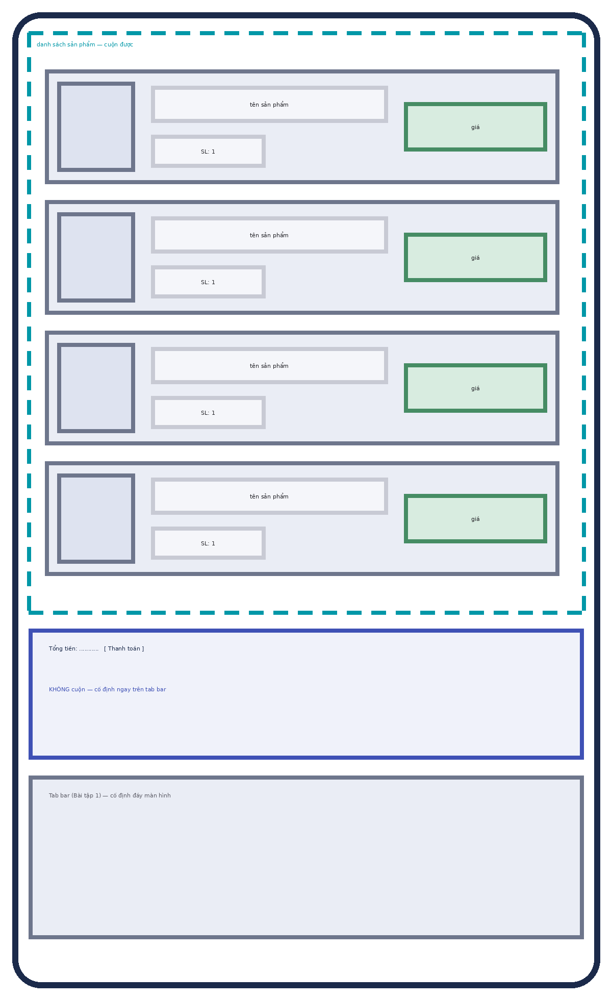 danh sách sản phẩm — cuộn được
tên sản phẩm
giá
SL: 1
tên sản phẩm
giá
SL: 1
tên sản phẩm
giá
SL: 1
tên sản phẩm
giá
SL: 1
Tổng tiền: ........... [ Thanh toán ]
KHÔNG cuộn — cố định ngay trên tab bar
Tab bar (Bài tập 1) — cố định đáy màn hình